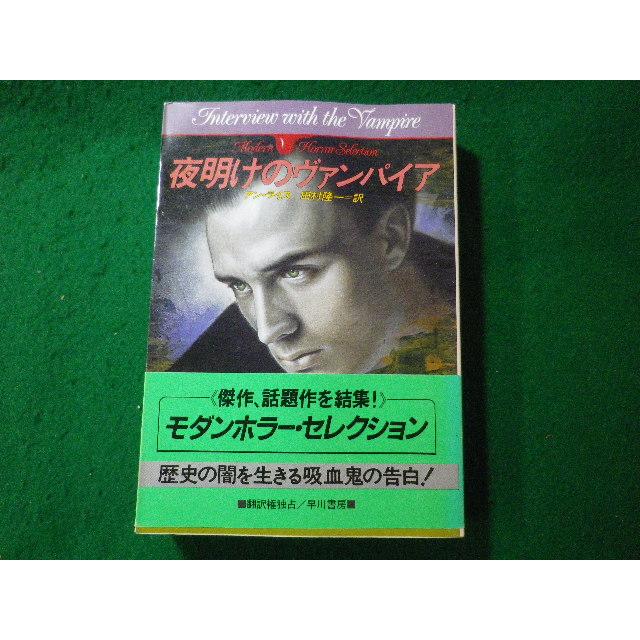 Interview with the Vampire
Modern Horror Selection
夜明けのヴァンパイア
アン・ライス 田村隆一=訳
《傑作、話題作を結集!》
モダンホラー・セレクション
歴史の闇を生きる吸血鬼の告白!
■翻訳権独占/早川書房■